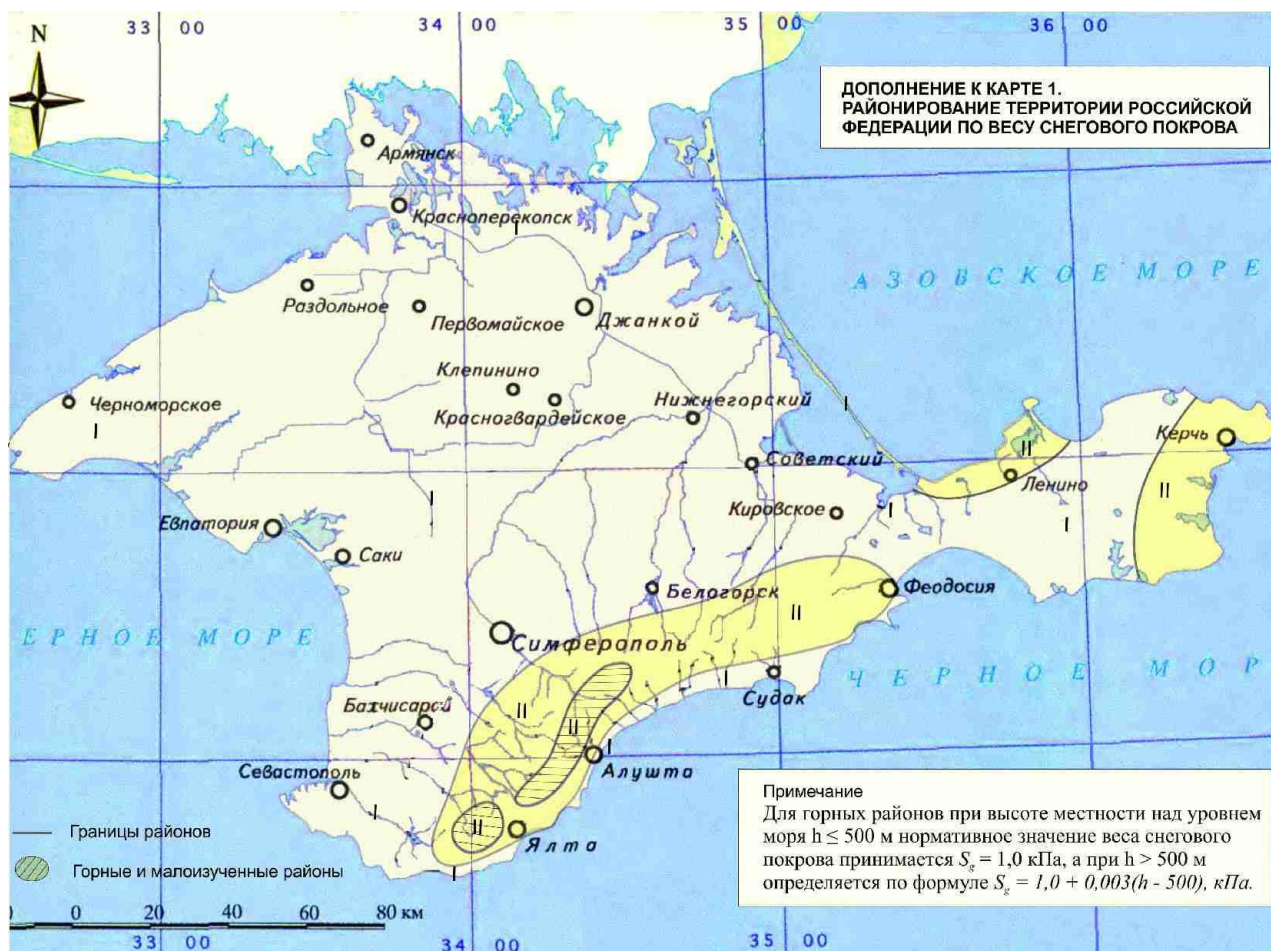 33 00
34 00
35 00
36 00
N
ДОПОЛНЕНИЕ К КАРТЕ 1.
РАЙОНИРОВАНИЕ ТЕРРИТОРИИ РОССИЙСКОЙ
ФЕДЕРАЦИИ ПО ВЕСУ СНЕГОВОГО ПОКРОВА
Армянск
Красноперекопск
I
АЗОВСКОЕ МОРЕ
Раздольное
Первомайское
Джанкой
Клепинино
Красногвардейское
Нижнегорский
I
Черноморское
I
Керчь
II
Советский
Ленино
II
I
Кировское
I
I
Евпатория
Саки
Белогорск
Феодосия
II
ЕРНОЕ МОРЕ
Симферополь
I
Судак
ЧЕРНОЕ МОР
Бахчисарай
II
II
I
Алушта
Севастополь
I
II
Ялта
I
Границы районов
Горные и малоизученные районы
Примечание
Для горных районов при высоте местности над уровнем
моря h ≤ 500 м нормативное значение веса снегового
покрова принимается Sg = 1,0 кПа, а при h > 500 м
определяется по формуле Sg = 1,0 + 0,003(h - 500), кПа.
0 20 40 60 80 км
33 00
34 00
35 00